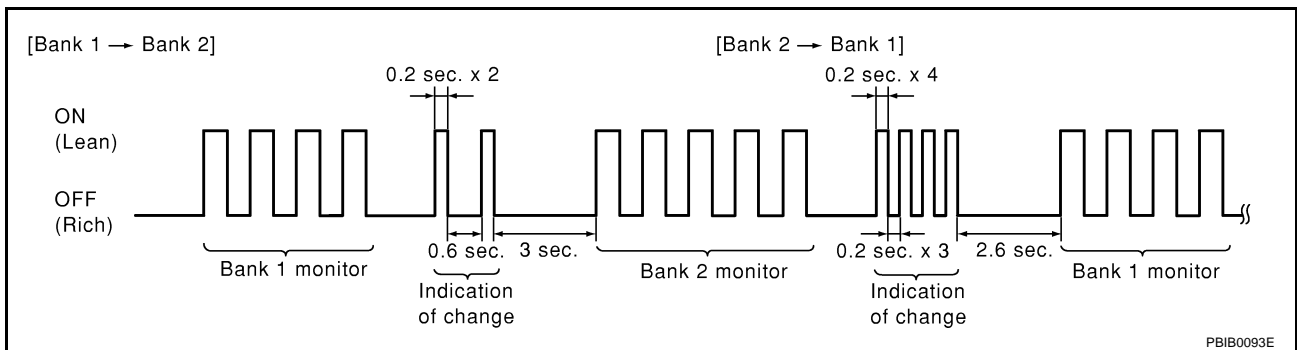 [Bank 1 → Bank 2]
[Bank 2 → Bank 1]
0.2 sec. x 2
0.2 sec. x 4
ON
(Lean)
OFF
(Rich)
0.6 sec.
3 sec.
0.2 sec. x 3
2.6 sec.
Bank 1 monitor
Bank 2 monitor
Bank 1 monitor
Indication
of change
Indication
of change
PBIB0093E